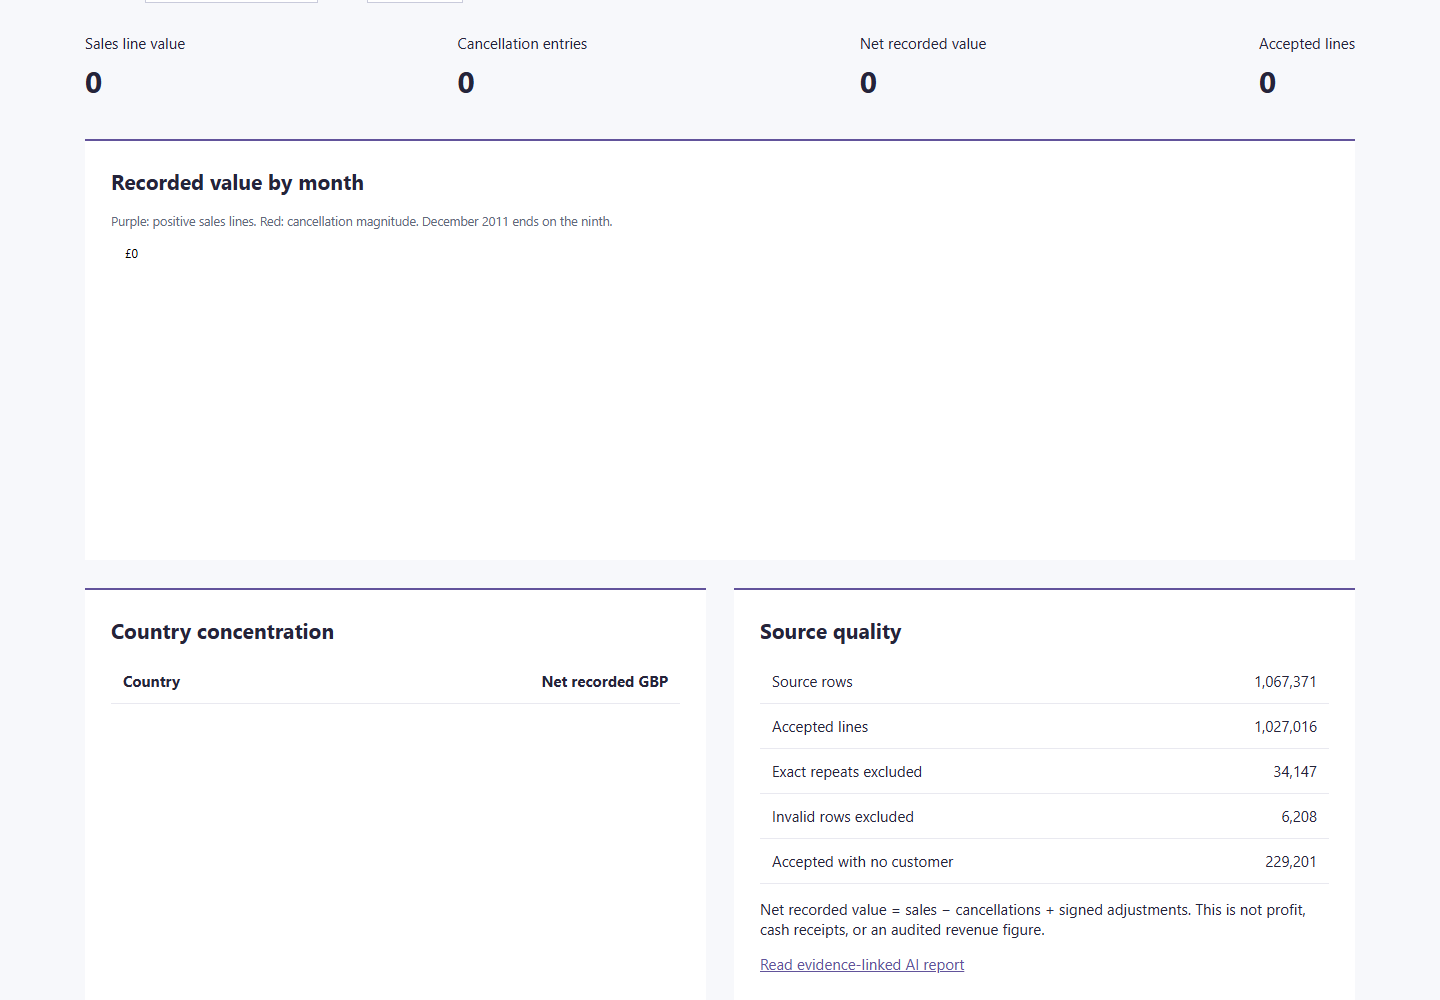 Sales line value
0
Cancellation entries
0
Net recorded value
0
Accepted lines
0
Recorded value by month
Purple: positive sales lines. Red: cancellation magnitude. December 2011 ends on the ninth.
£0
Country concentration
Country Net recorded GBP
Source quality
Source rows 1,067,371
Accepted lines 1,027,016
Exact repeats excluded 34,147
Invalid rows excluded 6,208
Accepted with no customer 229,201
Net recorded value = sales − cancellations + signed adjustments. This is not profit,
cash receipts, or an audited revenue figure.
Read evidence-linked AI report